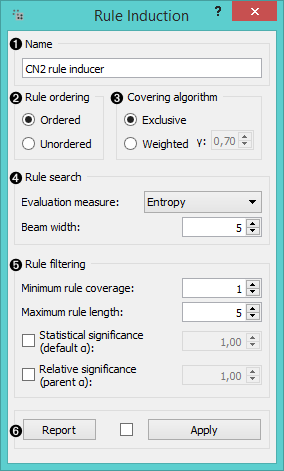 Rule Induction ? ×
1 Name
CN2 rule inducer
2 Rule ordering
Ordered
Unordered
3 Covering algorithm
Exclusive
Weighted γ: 0,70
4 Rule search
Evaluation measure: Entropy
Beam width: 5
5 Rule filtering
Minimum rule coverage: 1
Maximum rule length: 5
Statistical significance
(default α): 1,00
Relative significance
(parent α): 1,00
6 Report Apply